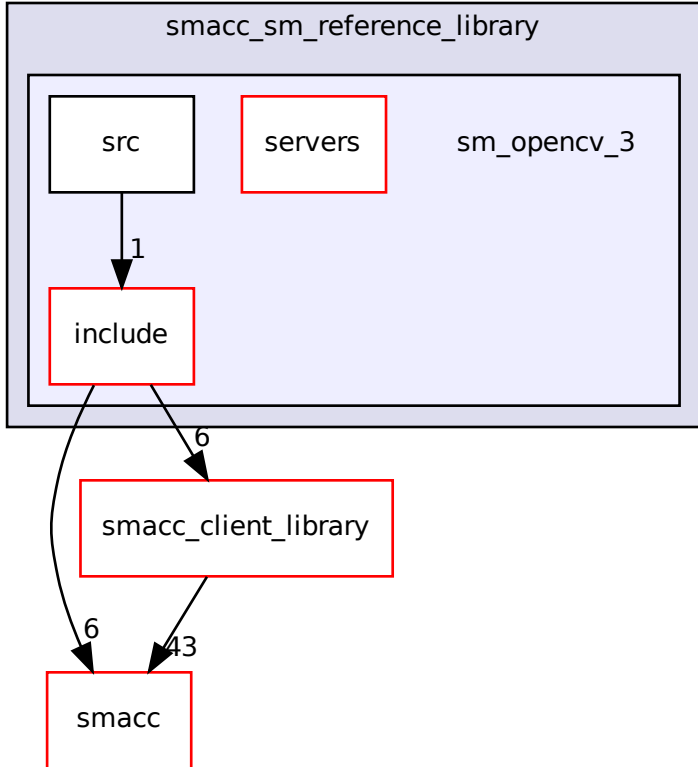 smacc_sm_reference_library
src
servers
sm_opencv_3
1
include
6
smacc_client_library
6
43
smacc